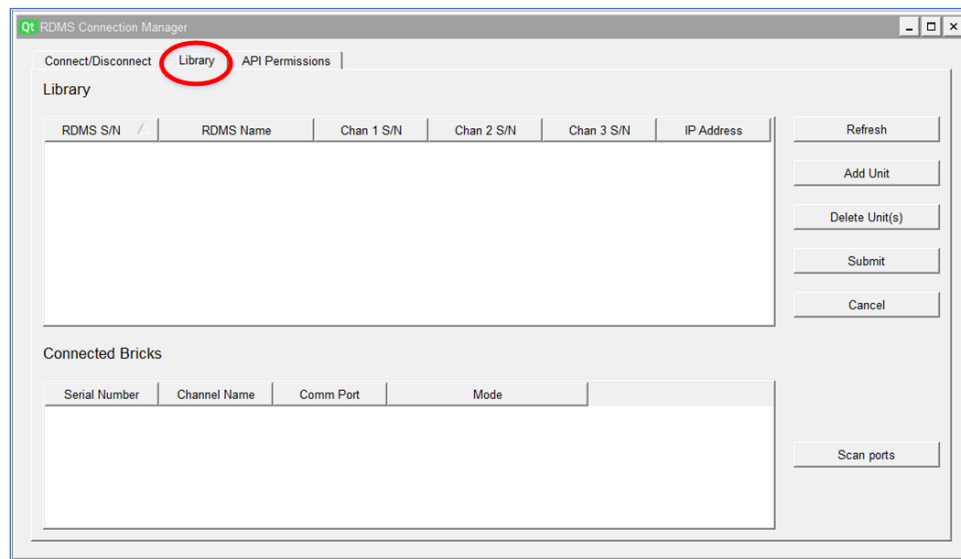 Qt RDMS Connection Manager
Connect/Disconnect Library API Permissions
Library
RDMS S/N RDMS Name Chan 1 S/N Chan 2 S/N Chan 3 S/N IP Address
Refresh
Add Unit
Delete Unit(s)
Submit
Cancel
Connected Bricks
Serial Number Channel Name Comm Port Mode
Scan ports